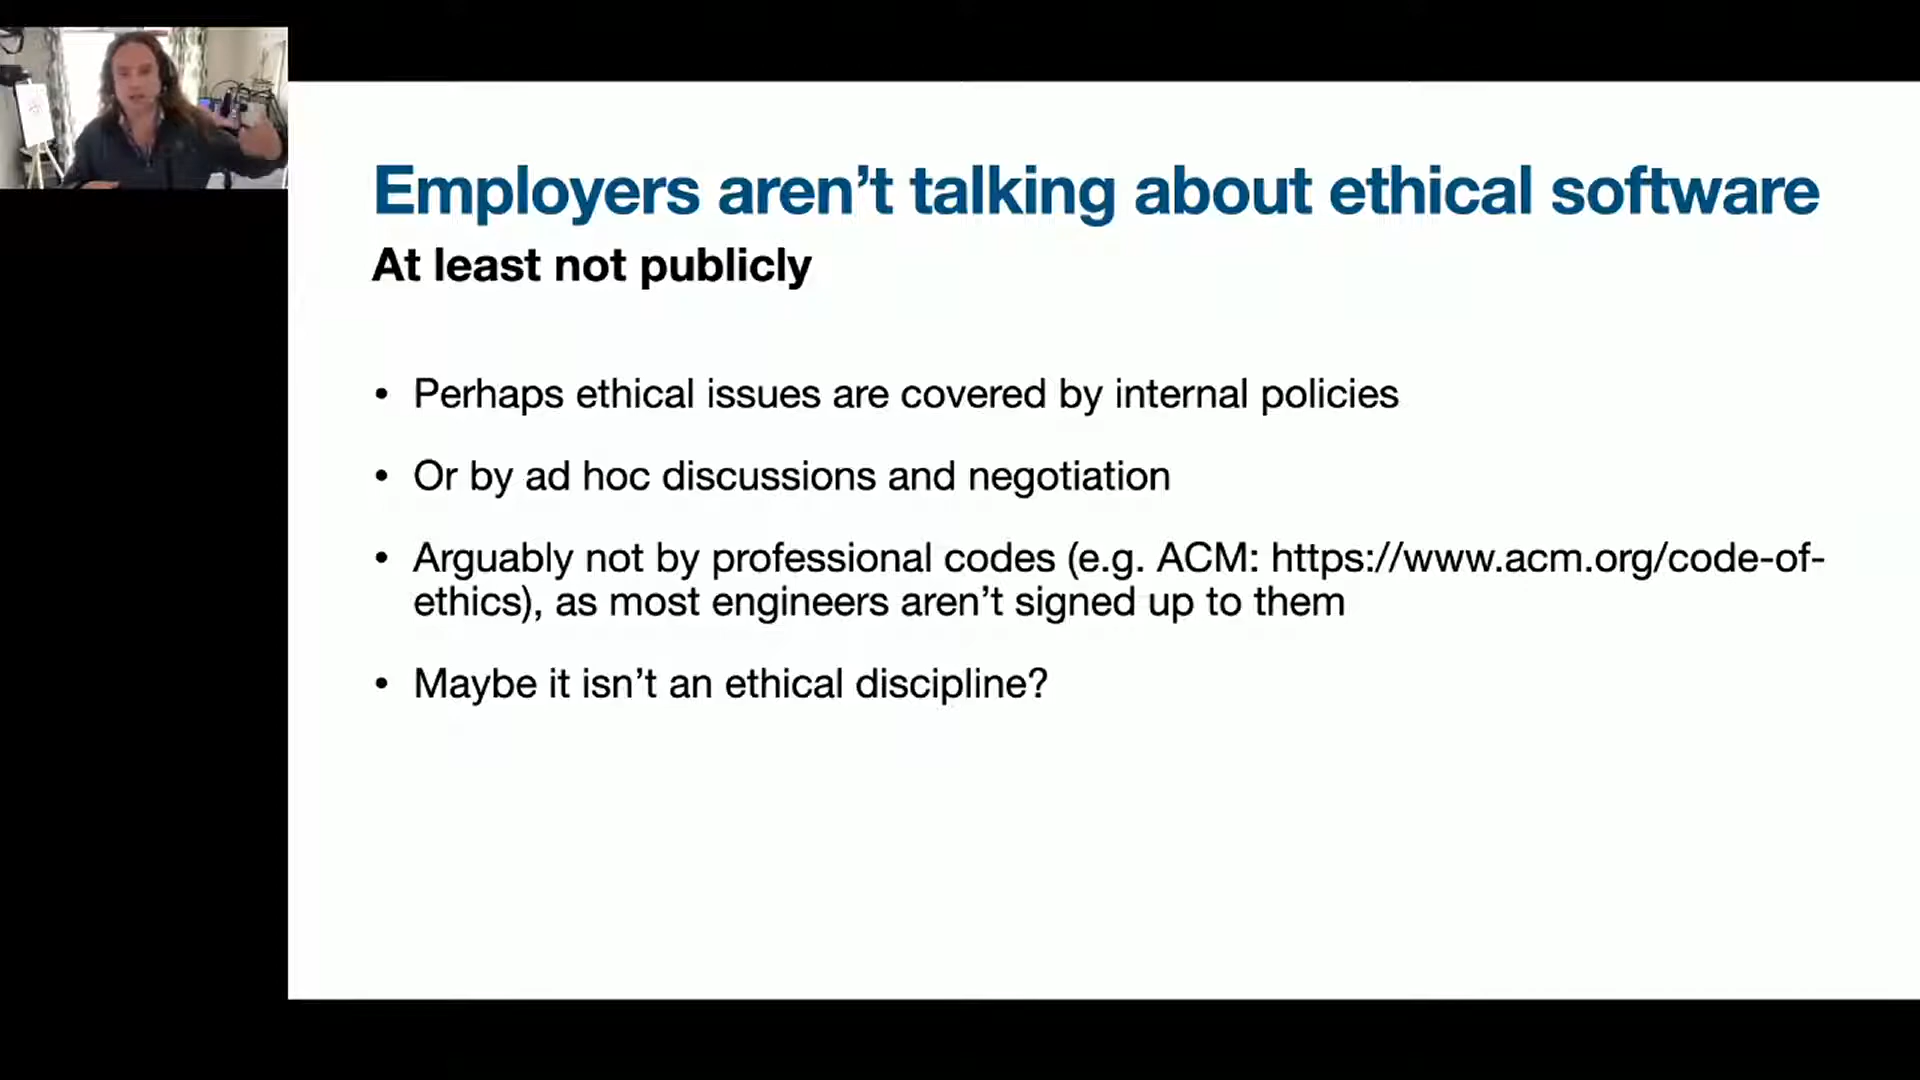 Employers aren’t talking about ethical software
At least not publicly
• Perhaps ethical issues are covered by internal policies
• Or by ad hoc discussions and negotiation
• Arguably not by professional codes (e.g. ACM: https://www.acm.org/code-of-
ethics), as most engineers aren’t signed up to them
• Maybe it isn’t an ethical discipline?